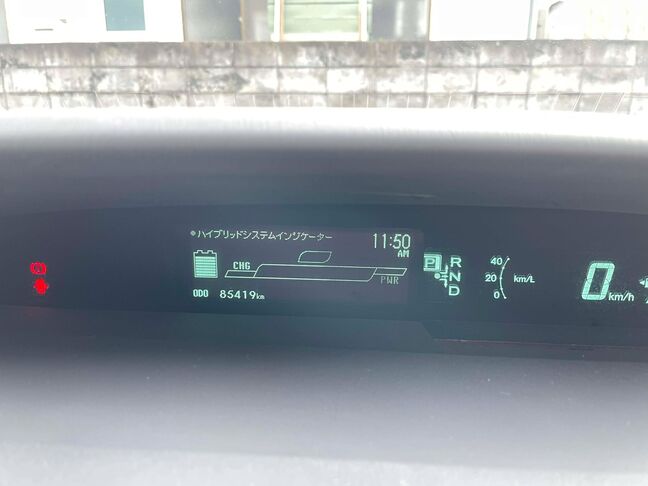 ハイブリッドシステムインジケーター
11:50
AM
CHG
PWR
ODO 85419km
P R
N
D
40
20
0
km/L
0 km/h